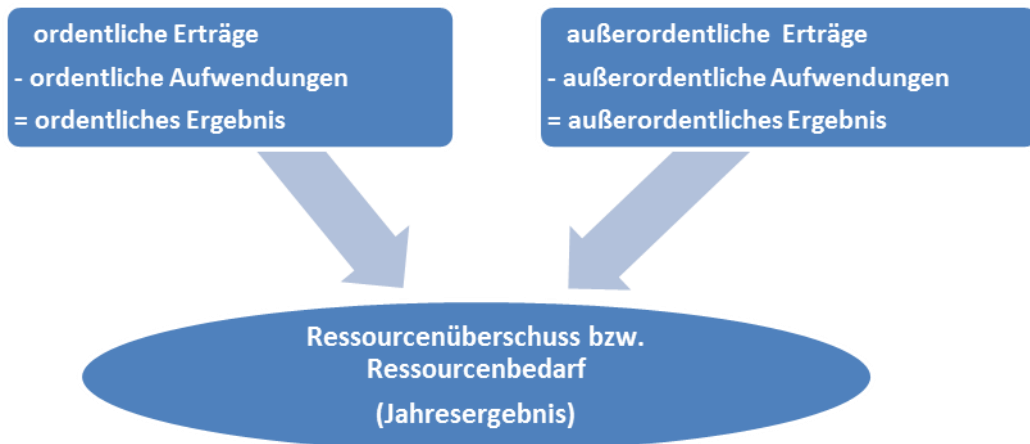 ordentliche Erträge
- ordentliche Aufwendungen
= ordentliches Ergebnis
außerordentliche Erträge
- außerordentliche Aufwendungen
= außerordentliches Ergebnis
Ressourcenüberschuss bzw.
Ressourcenbedarf
(Jahresergebnis)